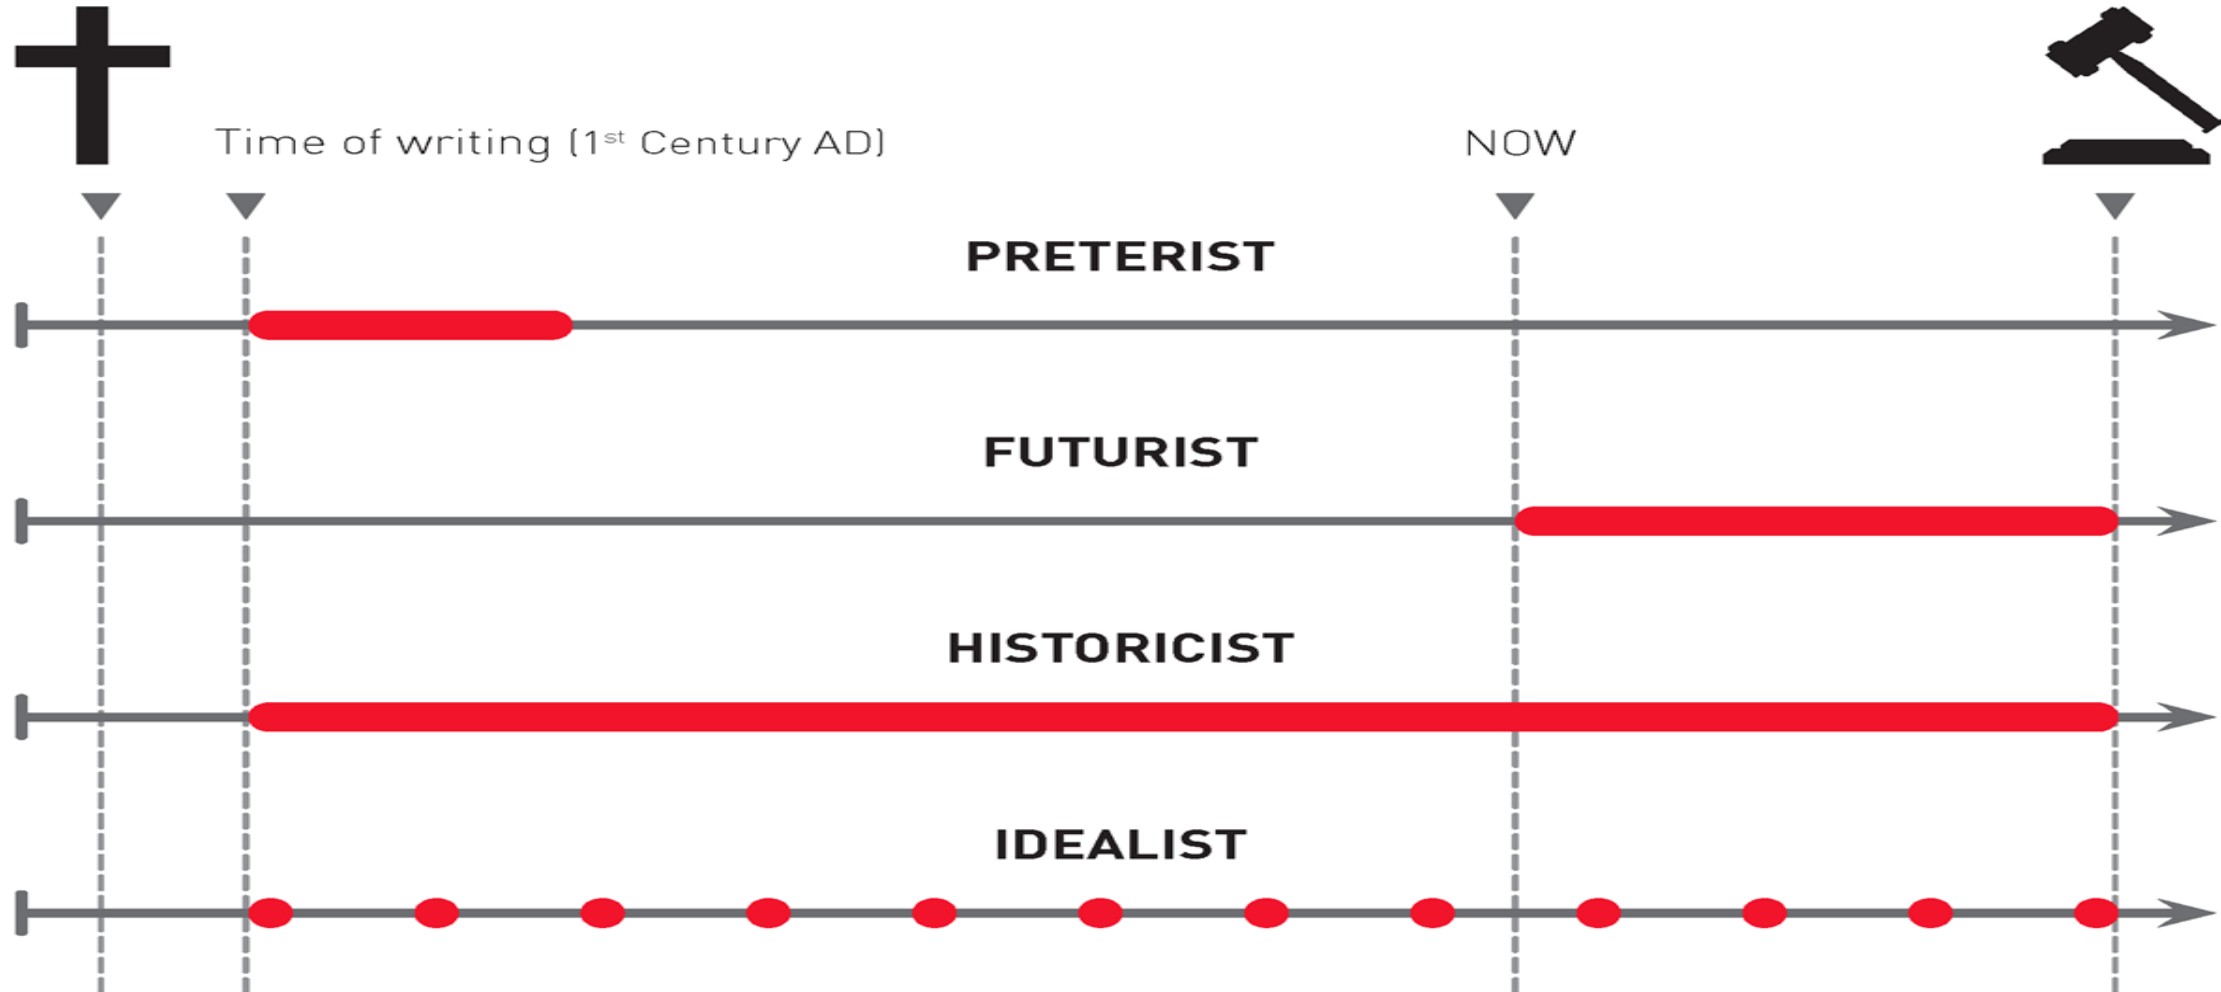 Time of writing (1st Century AD)
NOW
PRETERIST
FUTURIST
HISTORICIST
IDEALIST